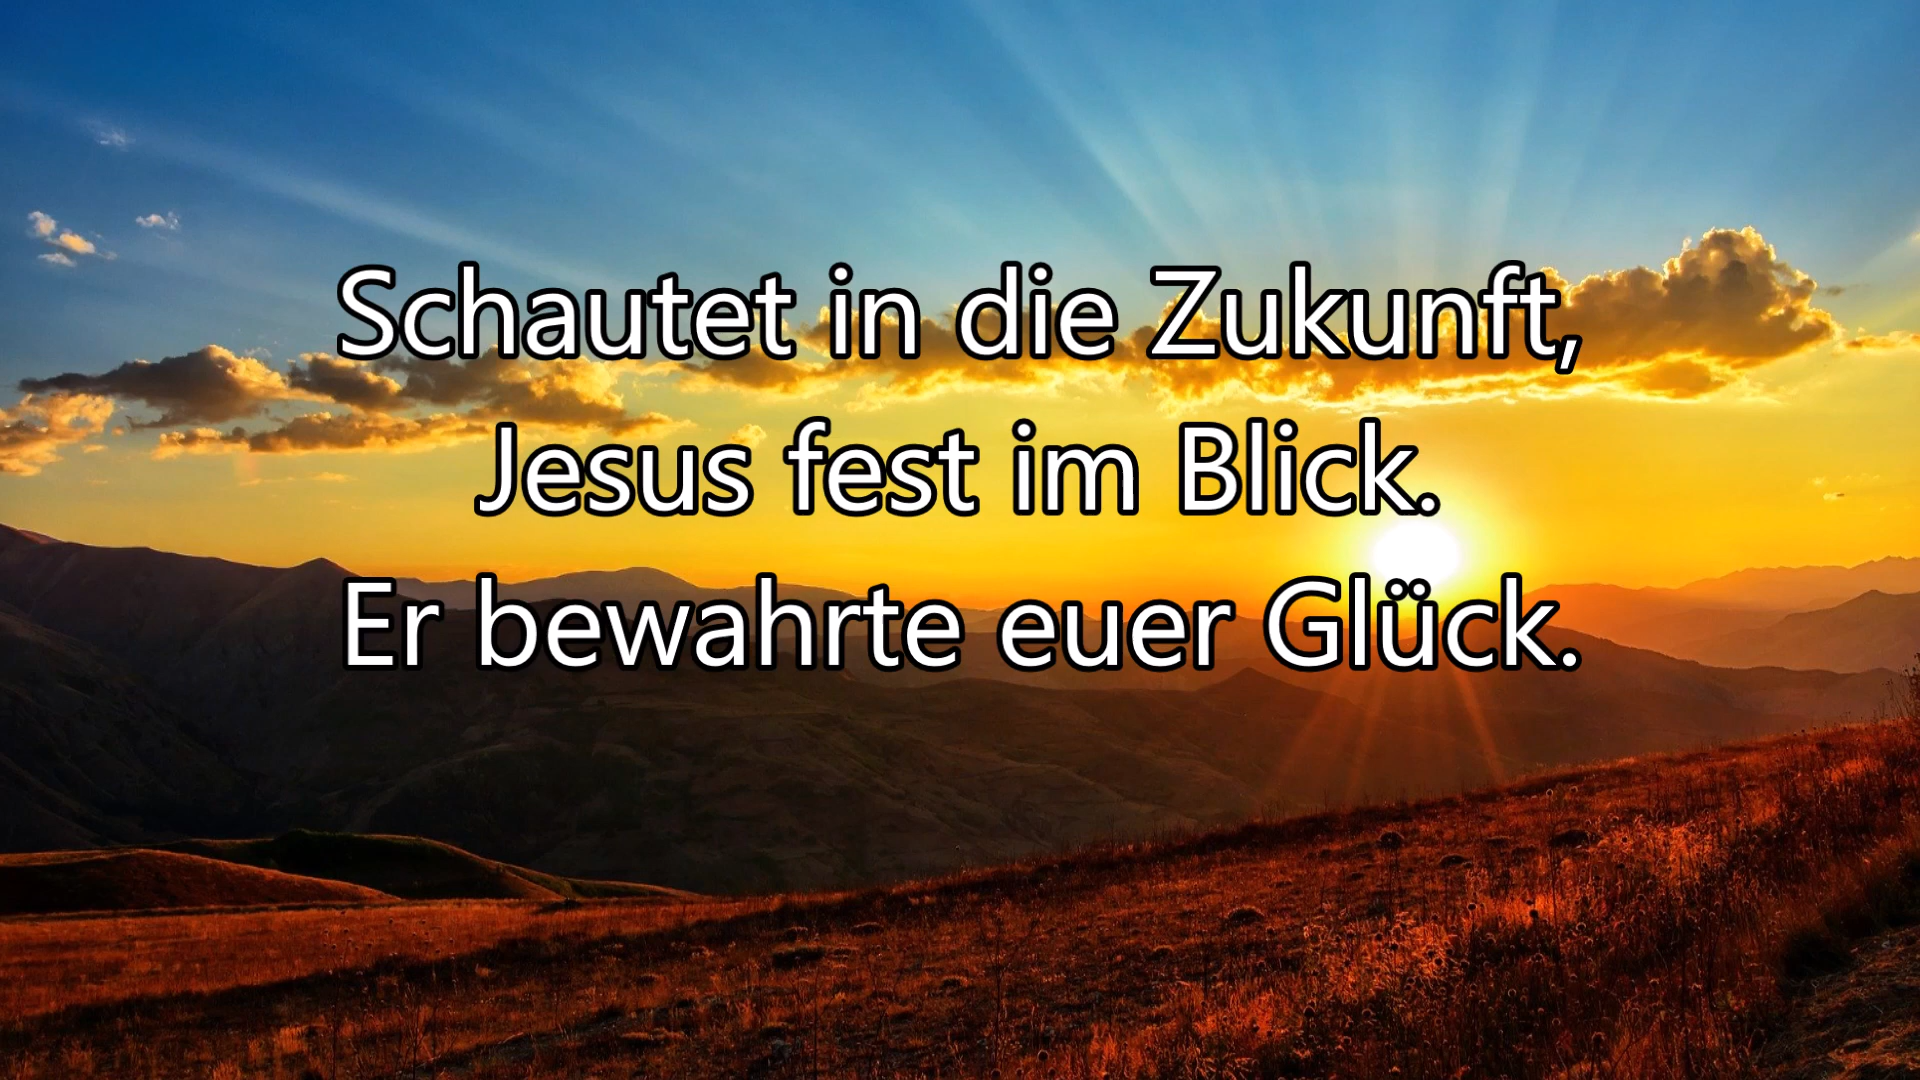 Schautet in die Zukunft,
Jesus fest im Blick.
Er bewahrte euer Glück.